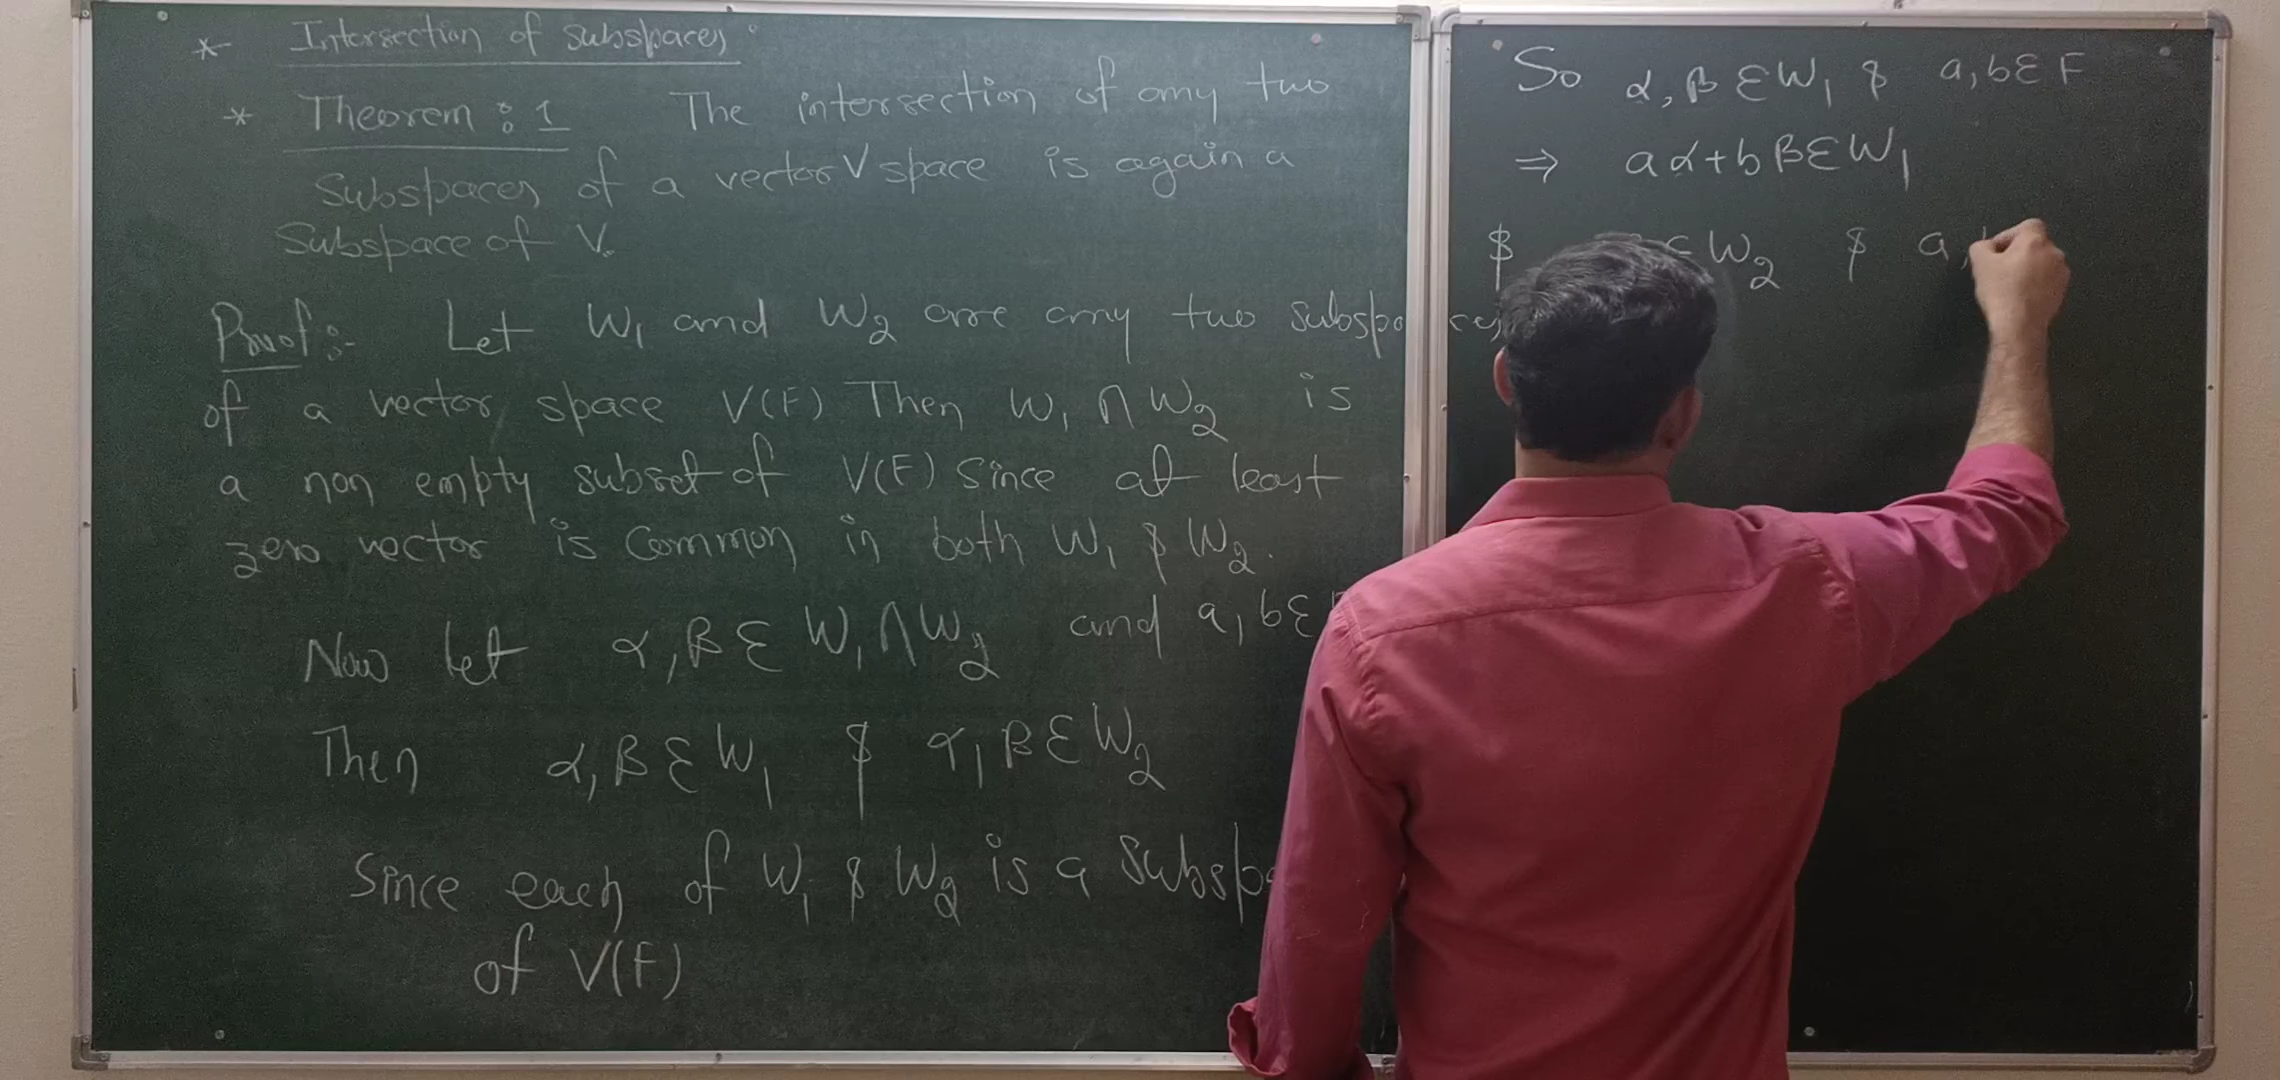 * Intersection of Subspaces:
* Theorem : 1 The intersection of any two
Subspaces of a vector V space is again a
Subspace of V.
Proof:- Let W₁ and W₂ are any two subspaces
of a vector space V(F) Then W₁ ∩ W₂ is
a non empty subset of V(F) Since at least
zero vector is Common in both W₁ & W₂.
Now let α, β ∈ W₁ ∩ W₂ and a, b ∈
Then α, β ∈ W₁ & α, β ∈ W₂
Since each of W₁ & W₂ is a
of V(F)
So α, β ∈ W₁ & a, b ∈ F
⇒ aα + bβ ∈ W₁
& W₂ & a,